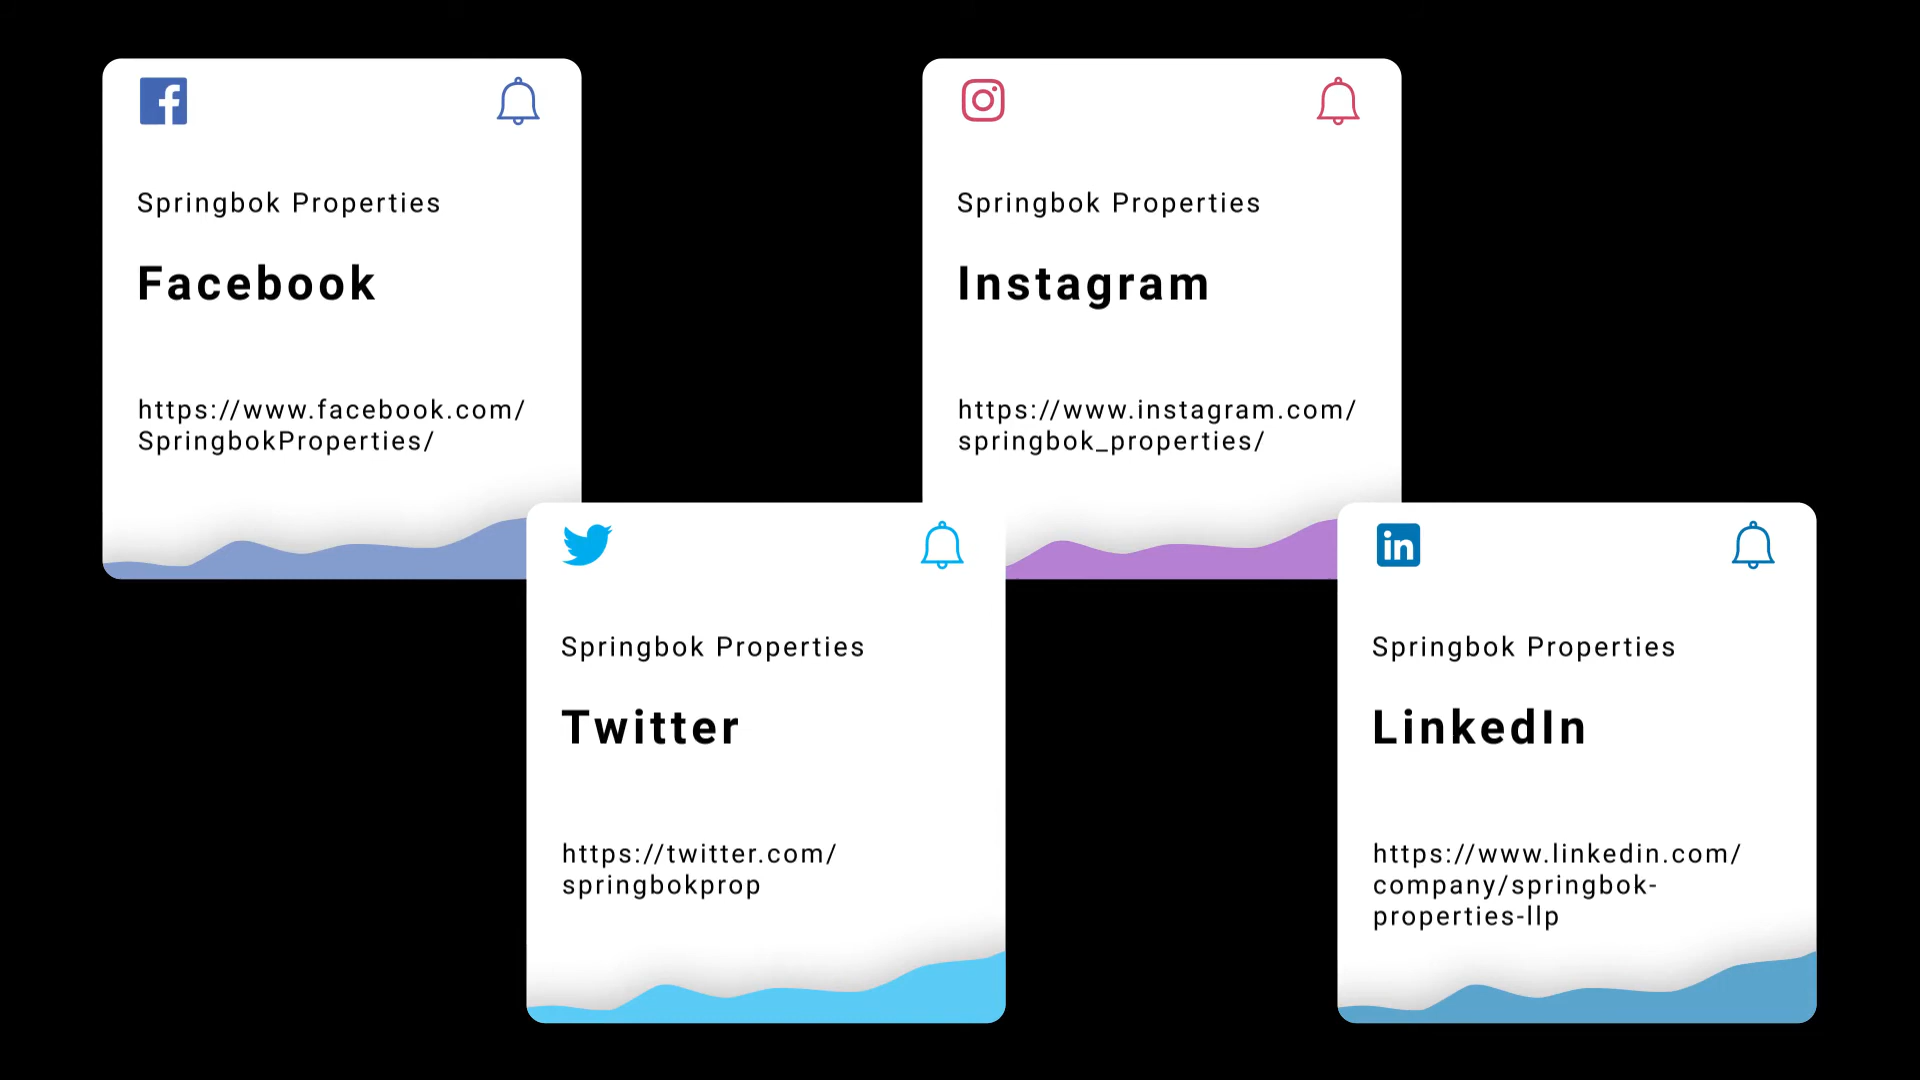 Springbok Properties
Facebook
https://www.facebook.com/
SpringbokProperties/
Springbok Properties
Instagram
https://www.instagram.com/
springbok_properties/
Springbok Properties
Twitter
https://twitter.com/
springbokprop
in
Springbok Properties
LinkedIn
https://www.linkedin.com/
company/springbok-
properties-llp